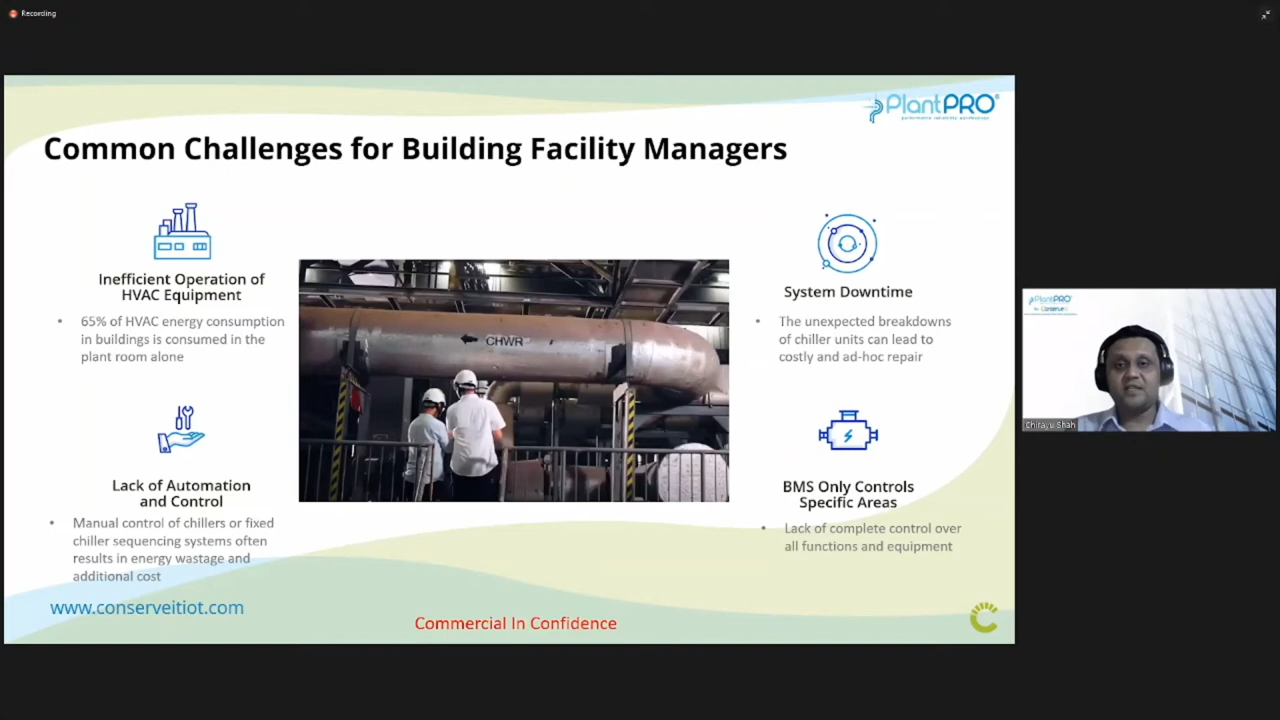 Recording
PlantPRO®
performance reliability optimisation
Common Challenges for Building Facility Managers
Inefficient Operation of
HVAC Equipment
• 65% of HVAC energy consumption
in buildings is consumed in the
plant room alone
Lack of Automation
and Control
• Manual control of chillers or fixed
chiller sequencing systems often
results in energy wastage and
additional cost
CHWR
System Downtime
• The unexpected breakdowns
of chiller units can lead to
costly and ad-hoc repair
BMS Only Controls
Specific Areas
• Lack of complete control over
all functions and equipment
www.conserveitiot.com
Commercial In Confidence
PlantPRO
Chirayu Shah